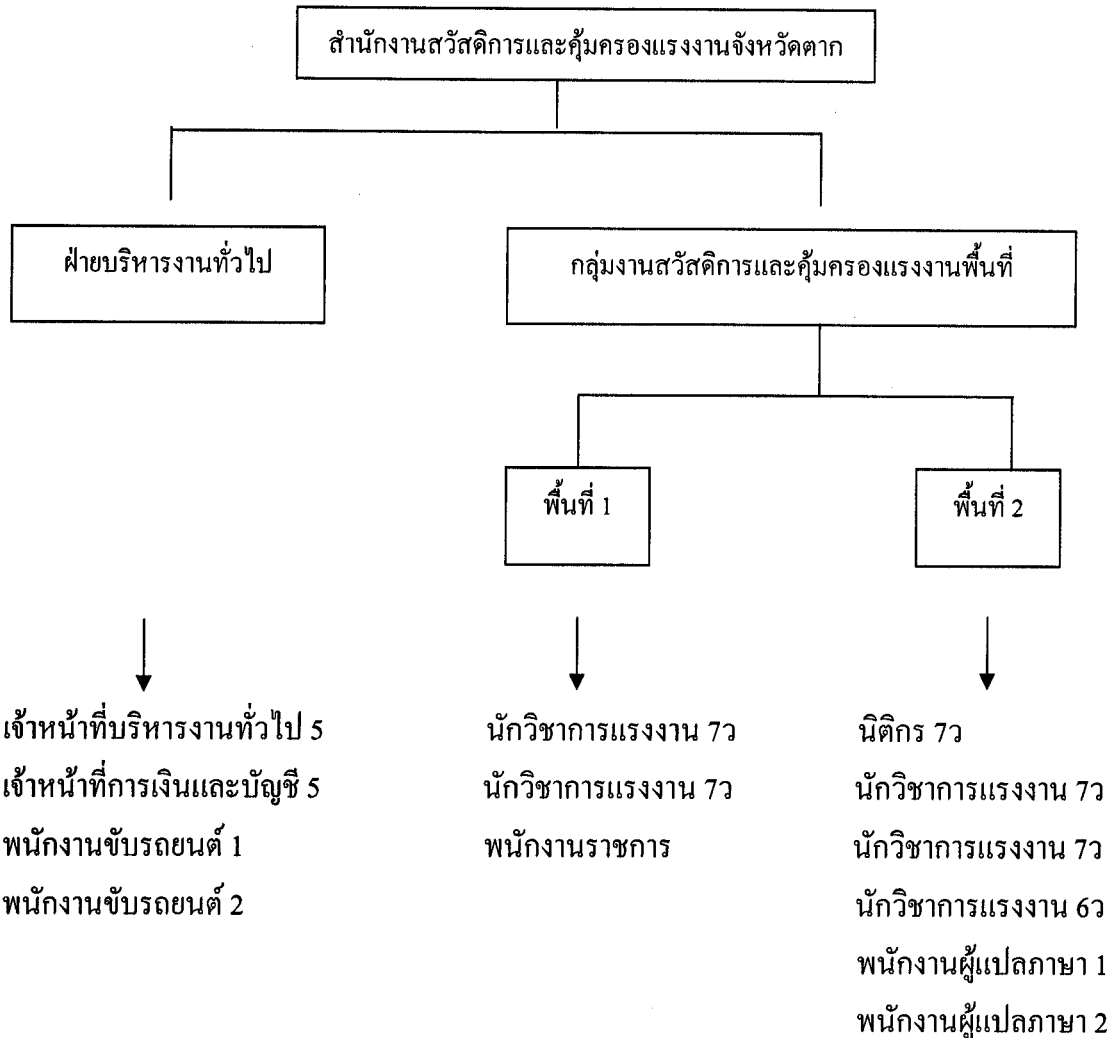 สำนักงานสวัสดิการและคุ้มครองแรงงานจังหวัดตาก
ฝ่ายบริหารงานทั่วไป
กลุ่มงานสวัสดิการและคุ้มครองแรงงานพื้นที่
พื้นที่ 1
พื้นที่ 2
เจ้าหน้าที่บริหารงานทั่วไป 5
เจ้าหน้าที่การเงินและบัญชี 5
พนักงานขับรถยนต์ 1
พนักงานขับรถยนต์ 2
นักวิชาการแรงงาน 7ว
นักวิชาการแรงงาน 7ว
พนักงานราชการ
นิติกร 7ว
นักวิชาการแรงงาน 7ว
นักวิชาการแรงงาน 7ว
นักวิชาการแรงงาน 6ว
พนักงานผู้แปลภาษา 1
พนักงานผู้แปลภาษา 2